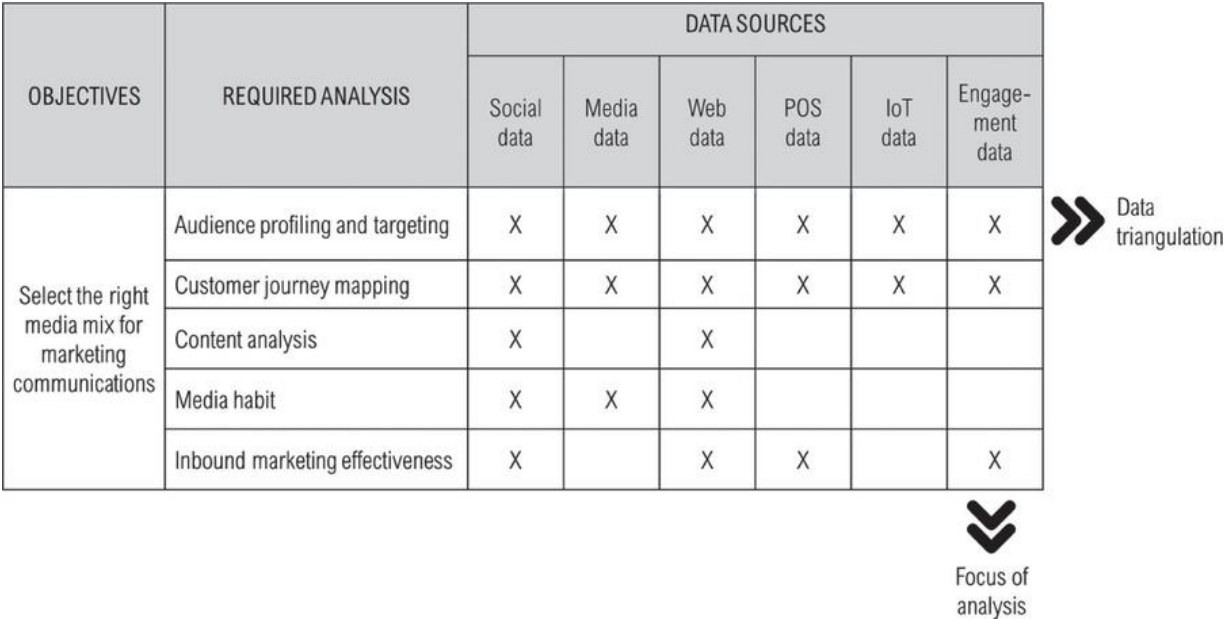 DATA SOURCES
OBJECTIVES
REQUIRED ANALYSIS
Social
data
Media
data
Web
data
POS
data
IoT
data
Engage-
ment
data
Select the right
media mix for
marketing
communications
Audience profiling and targeting X X X X X X
Customer journey mapping X X X X X X
Content analysis X X
Media habit X X X
Inbound marketing effectiveness X X X X
Data
triangulation
Focus of
analysis